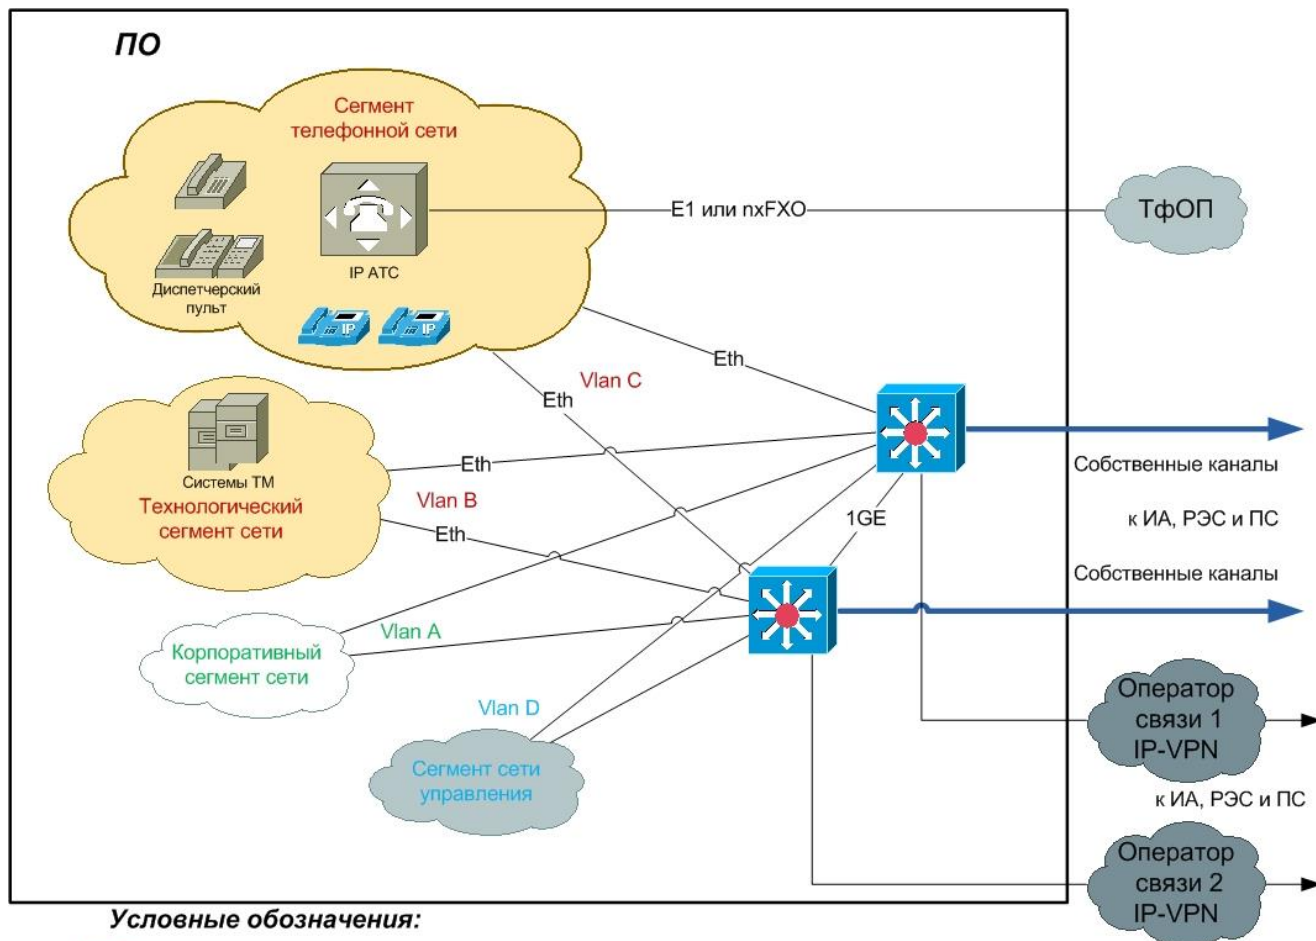 ПО
Сегмент
телефонной сети
IP АТС
Диспетчерский
пульт
IP
IP
E1 или nxFXO
ТфОП
Eth
Vlan C
Eth
Eth
Системы ТМ
Технологический
сегмент сети
Vlan B
Eth
1GE
Собственные каналы
к ИА, РЭС и ПС
Собственные каналы
Корпоративный
сегмент сети
Vlan A
Vlan D
Сегмент сети
управления
Оператор
связи 1
IP-VPN
к ИА, РЭС и ПС
Оператор
связи 2
IP-VPN
Условные обозначения: